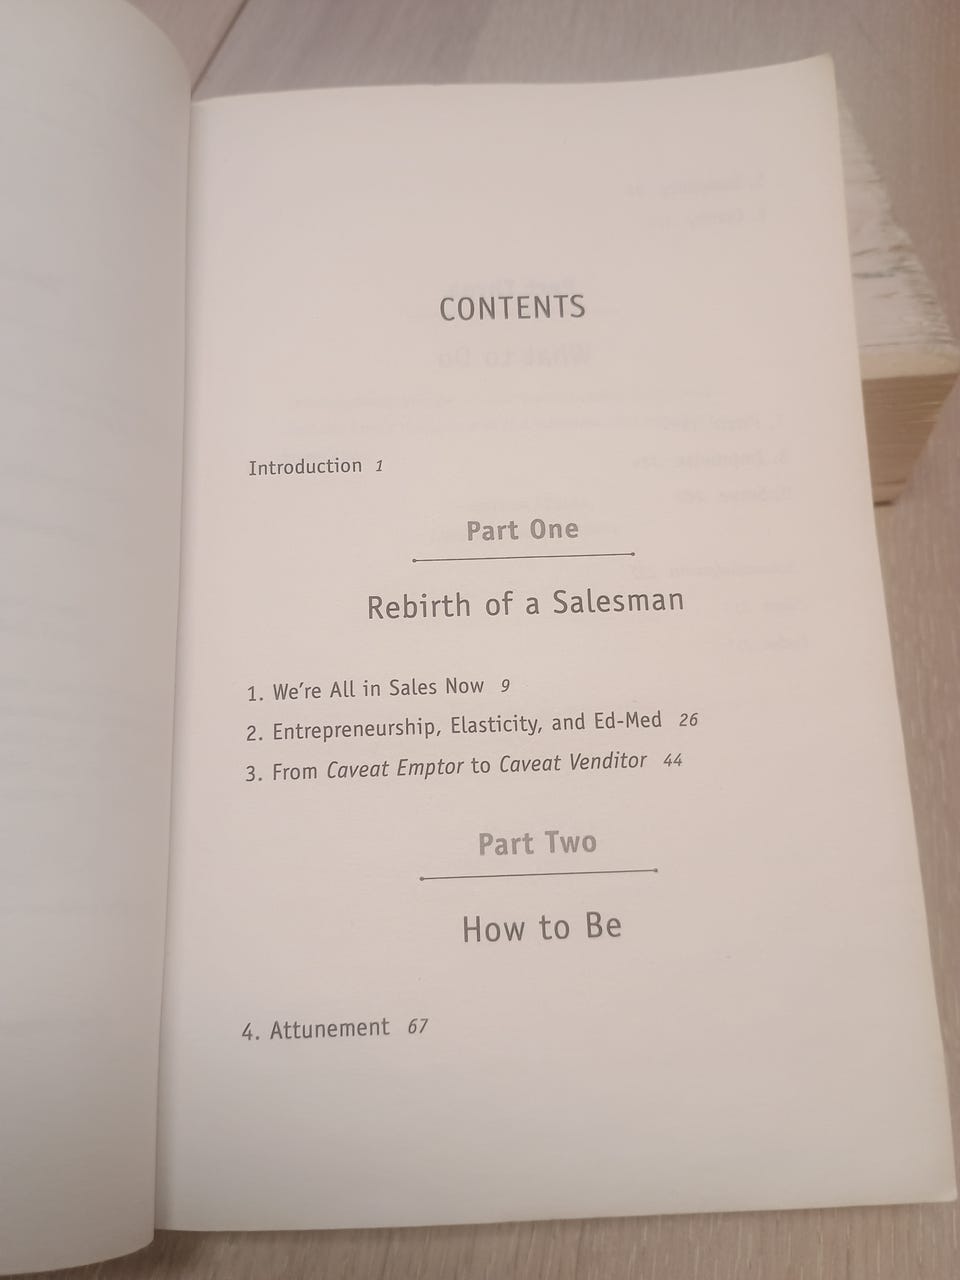 CONTENTS
Introduction 1
Part One
Rebirth of a Salesman
1. We're All in Sales Now 9
2. Entrepreneurship, Elasticity, and Ed-Med 26
3. From Caveat Emptor to Caveat Venditor 44
Part Two
How to Be
4. Attunement 67